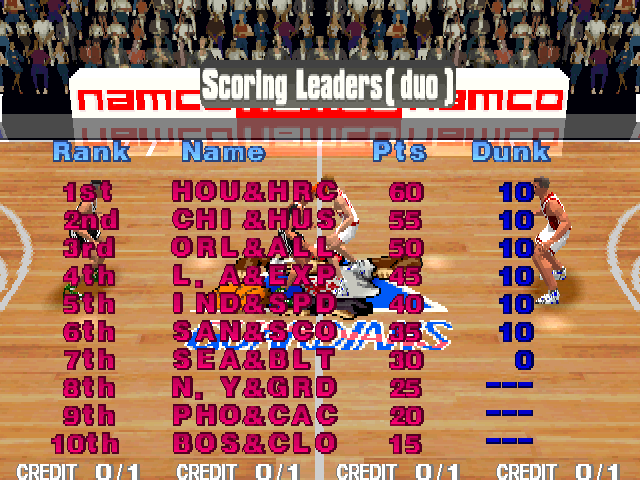 Scoring Leaders( duo )
namco namco namco
Rank Name Pts Dunk
1st HOU&HRC 60 10
2nd CHI &HUS 55 10
3rd ORL&ALL 50 10
4th L. A&EXP 45 10
5th IND&SPD 40 10
6th SAN&SCO 35 10
7th SEA&BLT 30 0
8th N. Y&GRD 25 ---
9th PHO&CAC 20 ---
10th BOS&CLO 15 ---
CREDIT 0/1 CREDIT 0/1 CREDIT 0/1 CREDIT 0/1